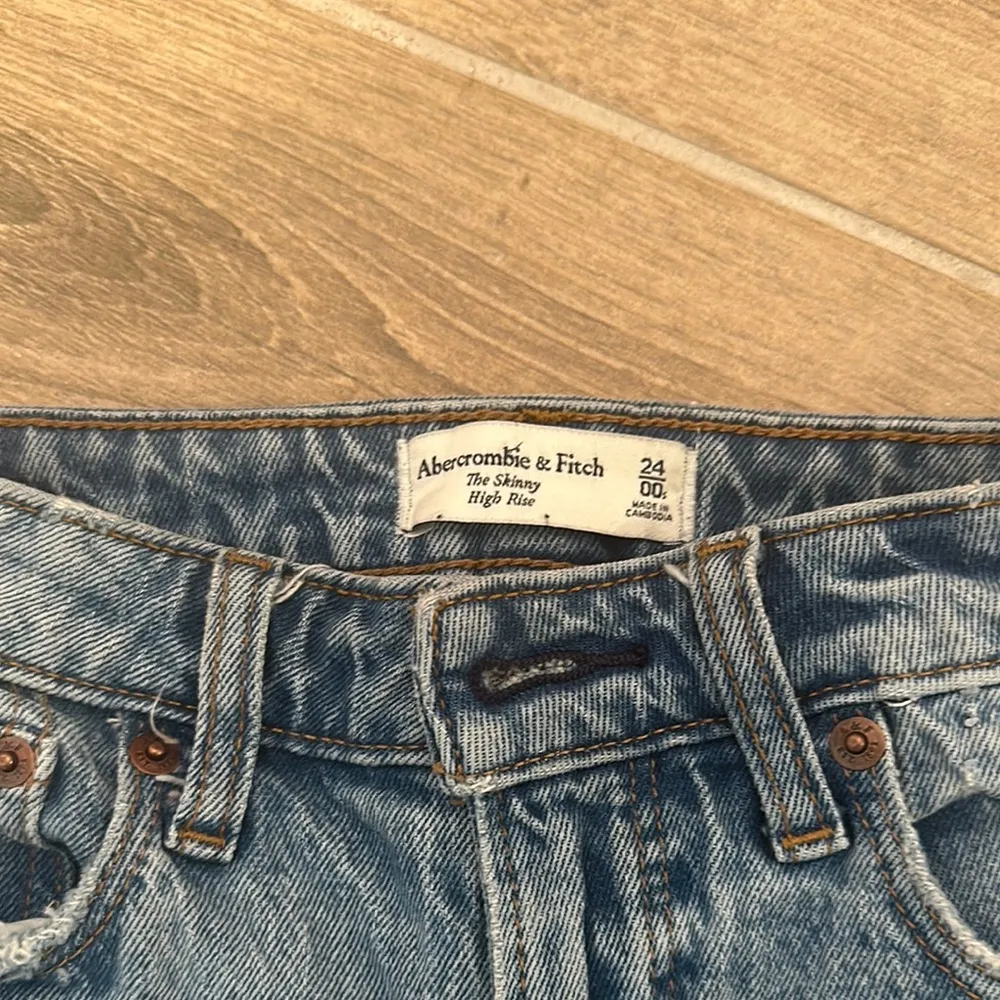 Abercrombie & Fitch
The Skinny
High Rise
24
00s
MADE IN
CAMBODIA